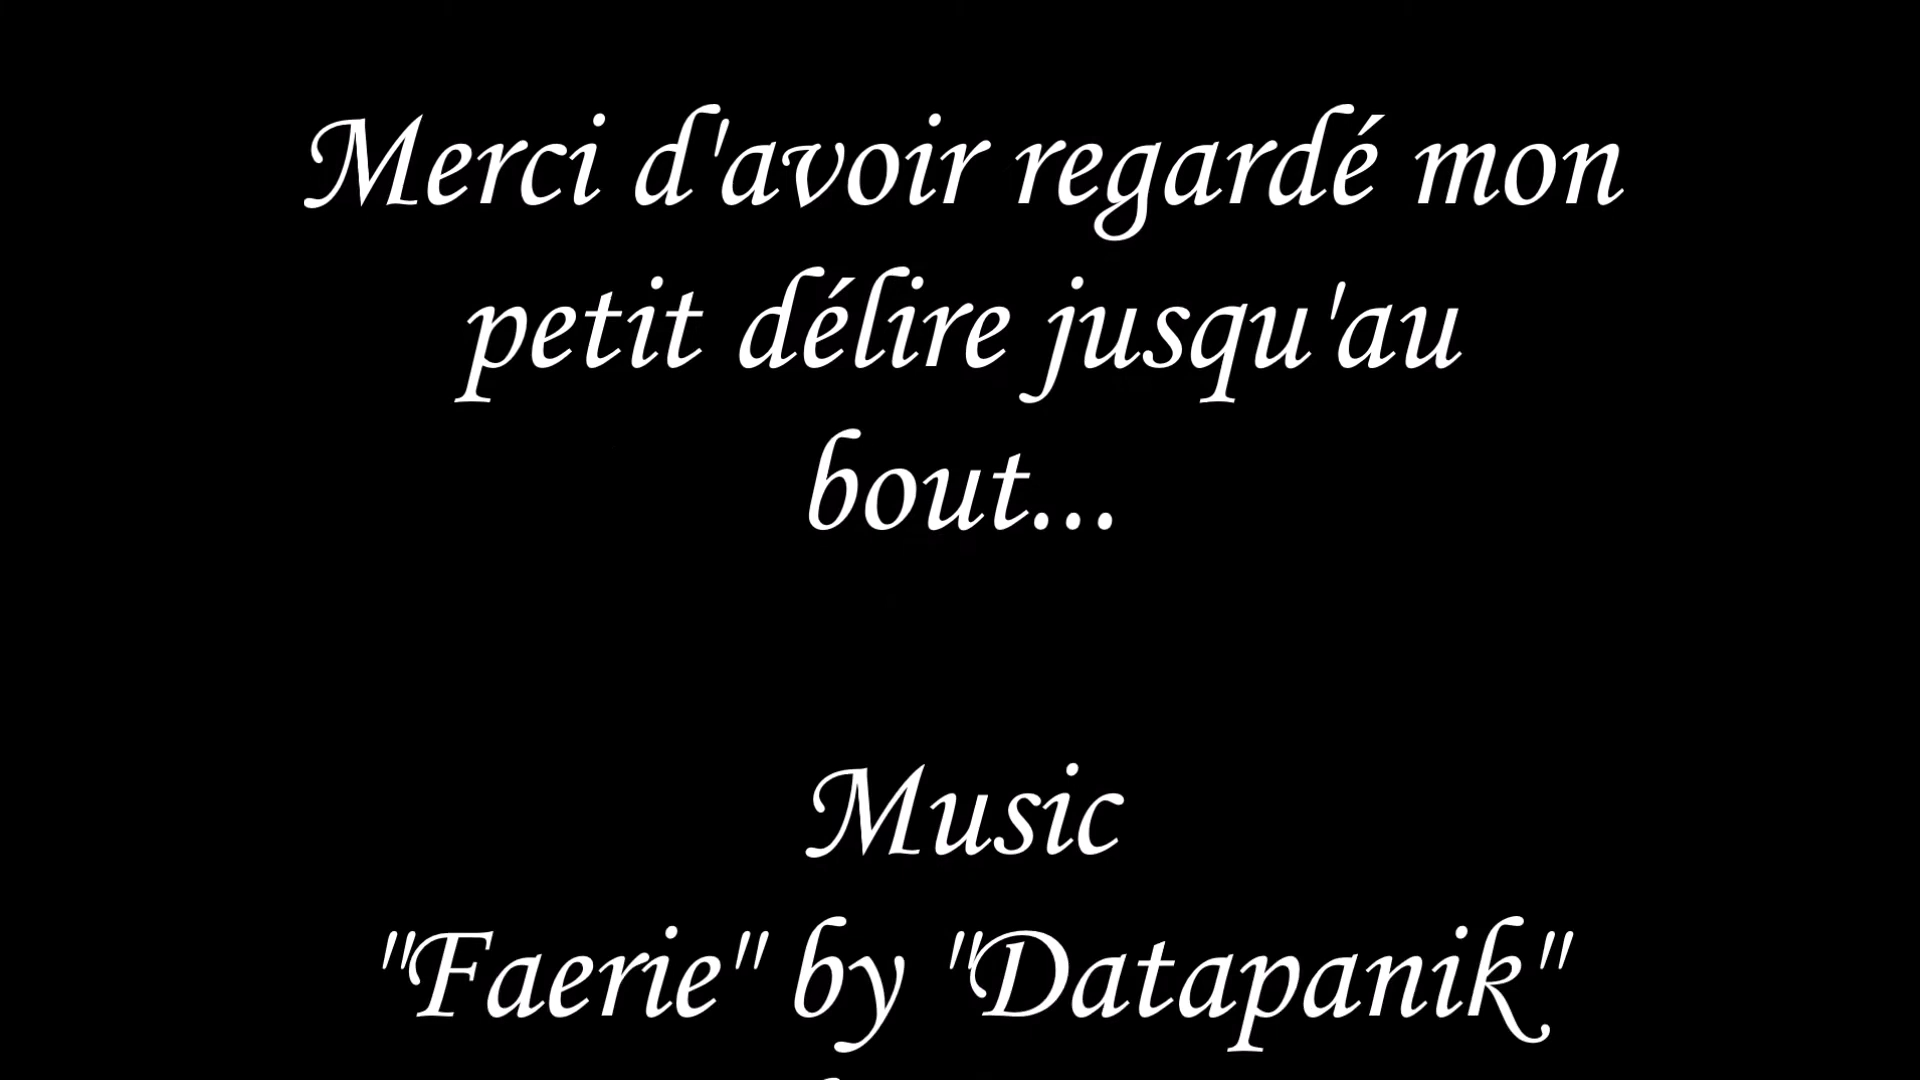 Merci d'avoir regardé mon
petit délire jusqu'au
bout...
Music
"Faerie" by "Datapanik"